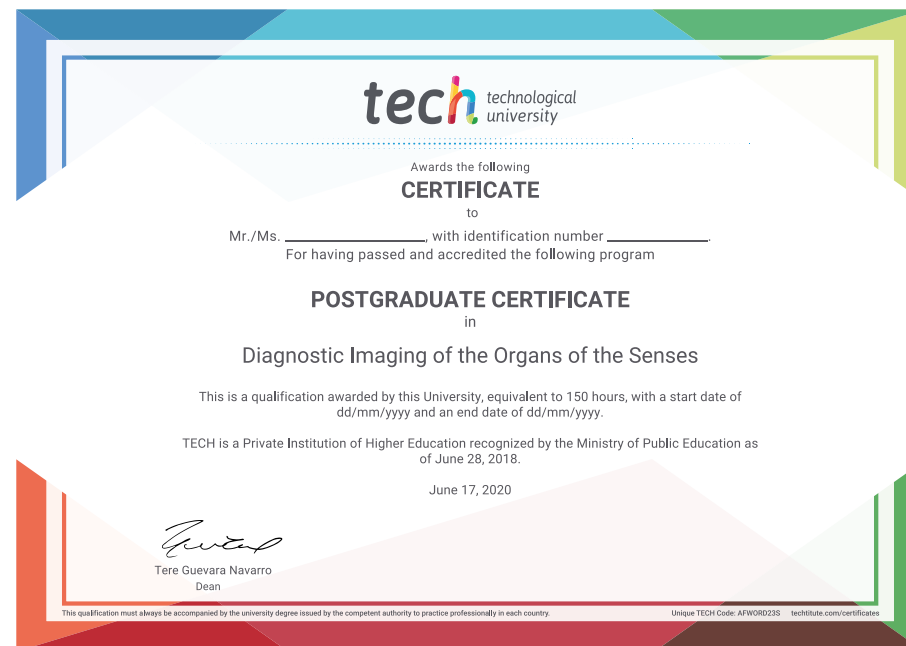 tech technological
university
Awards the following
CERTIFICATE
to
Mr./Ms. ____________________, with identification number ______________.
For having passed and accredited the following program
POSTGRADUATE CERTIFICATE
in
Diagnostic Imaging of the Organs of the Senses
This is a qualification awarded by this University, equivalent to 150 hours, with a start date of
dd/mm/yyyy and an end date of dd/mm/yyyy.
TECH is a Private Institution of Higher Education recognized by the Ministry of Public Education as
of June 28, 2018.
June 17, 2020
Tere Guevara Navarro
Dean
This qualification must always be accompanied by the university degree issued by the competent authority to practice professionally in each country.
Unique TECH Code: AFWORD23S techtitute.com/certificates